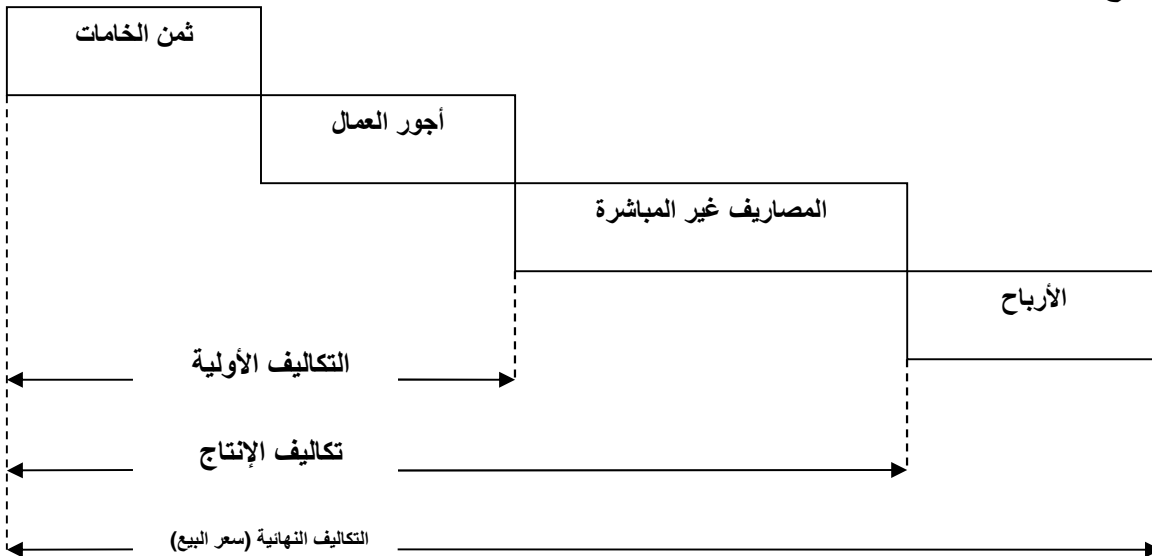 ثمن الخامات
أجور العمال
المصاريف غير المباشرة
الأرباح
التكاليف الأولية
تكاليف الإنتاج
التكاليف النهائية (سعر البيع)